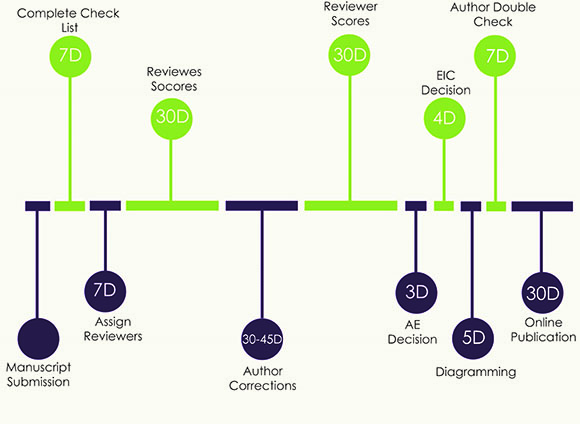 Complete Check
List
7D
Reviewes
Socores
30D
Reviewer
Scores
30D
EIC
Decision
4D
Author Double
Check
7D
Manuscript
Submission
7D
Assign
Reviewers
30-45D
Author
Corrections
3D
AE
Decision
5D
Diagramming
30D
Online
Publication